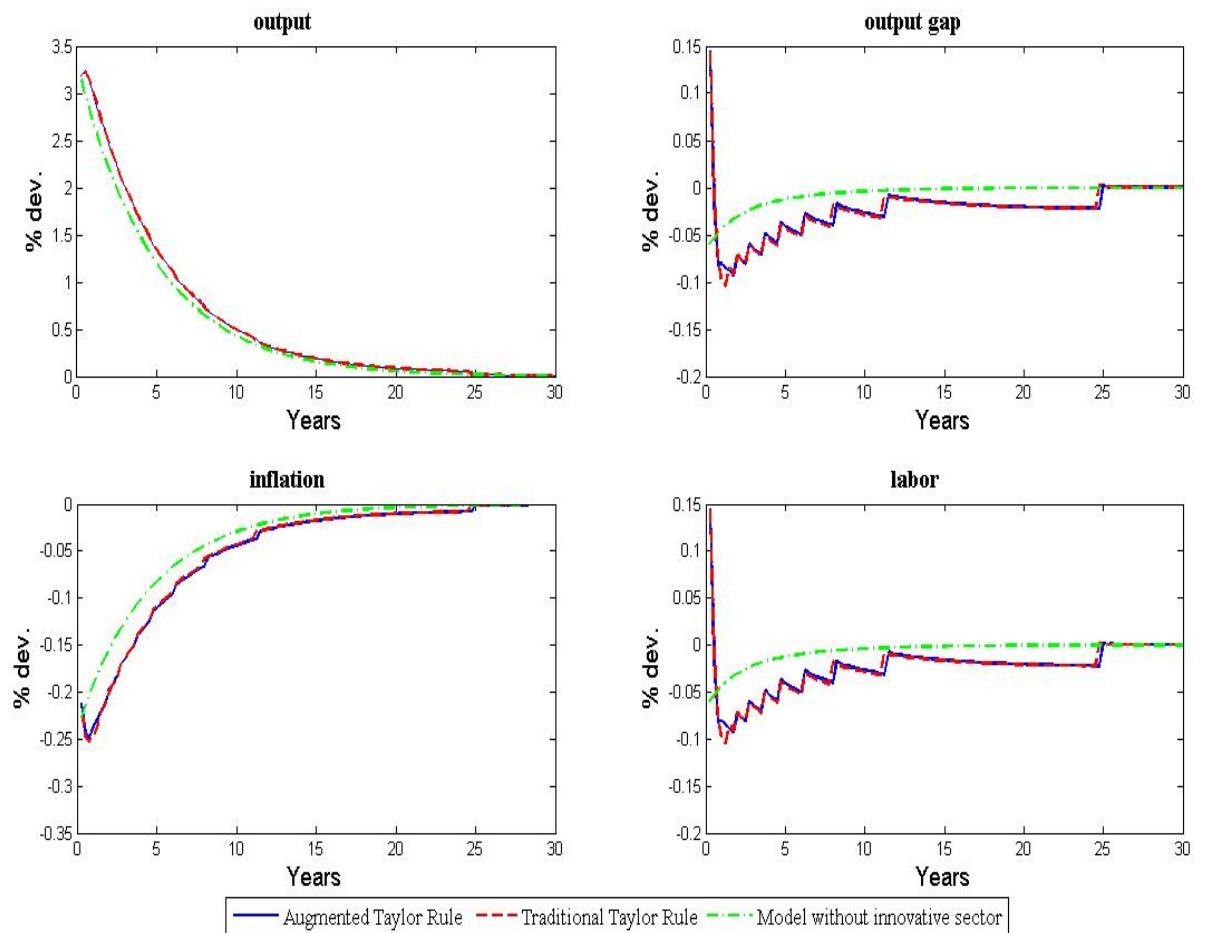 output
3.5
3
2.5
2
1.5
1
0.5
0
% dev.
0 5 10 15 20 25 30
Years
output gap
0.15
0.1
0.05
0
-0.05
-0.1
-0.15
-0.2
% dev.
0 5 10 15 20 25 30
Years
inflation
0
-0.05
-0.1
-0.15
-0.2
-0.25
-0.3
-0.35
% dev.
0 5 10 15 20 25 30
Years
labor
0.15
0.1
0.05
0
-0.05
-0.1
-0.15
-0.2
% dev.
0 5 10 15 20 25 30
Years
Augmented Taylor Rule Traditional Taylor Rule Model without innovative sector